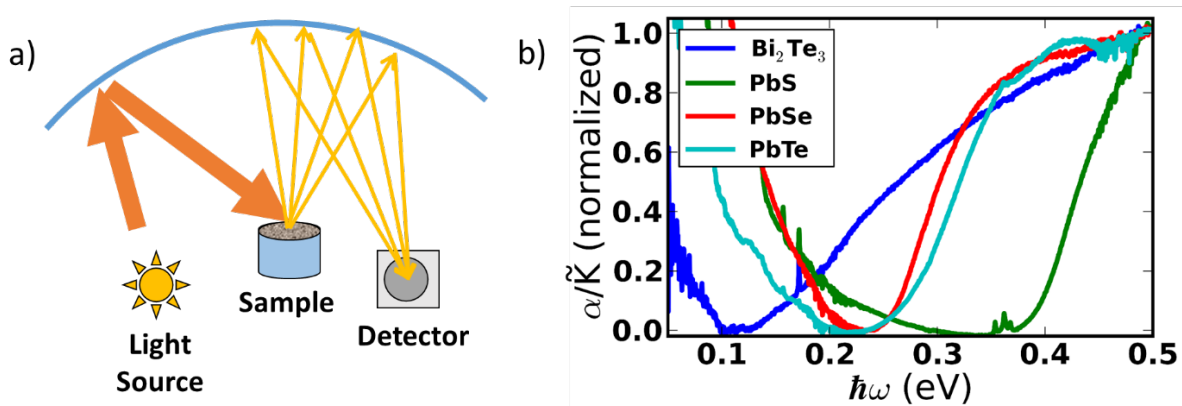 a)
Light
Source
Sample
Detector
b)
α/K̃ (normalized)
1.0
0.8
0.6
0.4
0.2
0.0
Bi₂Te₃
PbS
PbSe
PbTe
0.1 0.2 0.3 0.4 0.5
ℏω (eV)